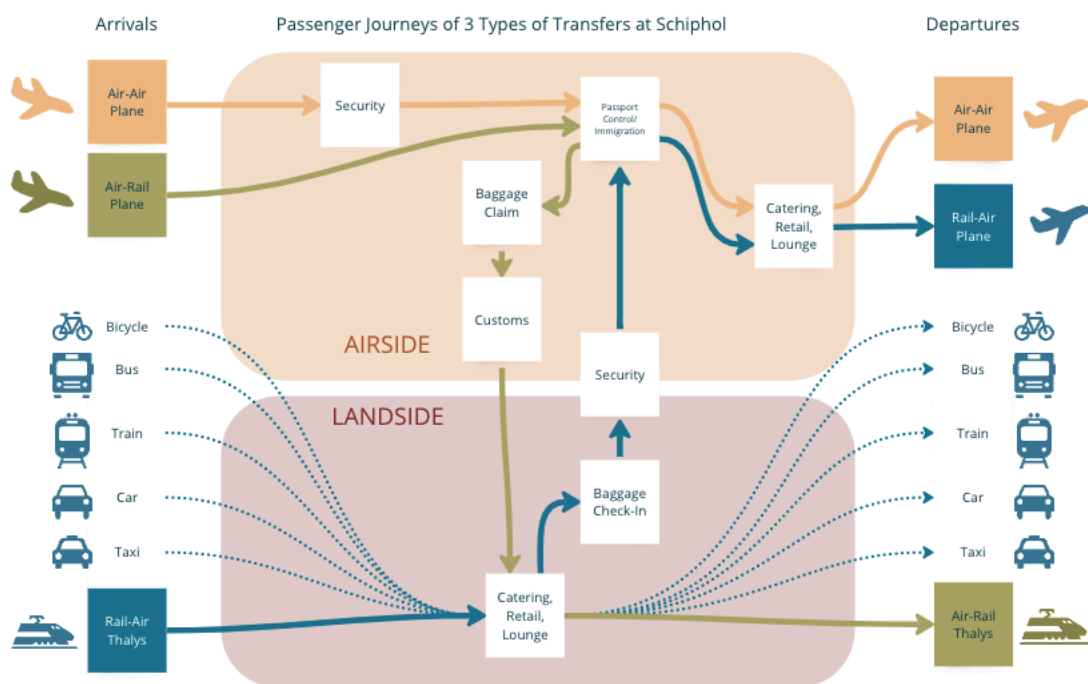 Arrivals
Passenger Journeys of 3 Types of Transfers at Schiphol
Departures
Air-Air
Plane
Security
Passport
Control/
Immigration
Air-Air
Plane
Air-Rail
Plane
Baggage
Claim
Catering,
Retail,
Lounge
Rail-Air
Plane
Customs
AIRSIDE
Security
LANDSIDE
Bicycle
Bus
Train
Car
Taxi
Bicycle
Bus
Train
Car
Taxi
Baggage
Check-In
Rail-Air
Thalys
Catering,
Retail,
Lounge
Air-Rail
Thalys